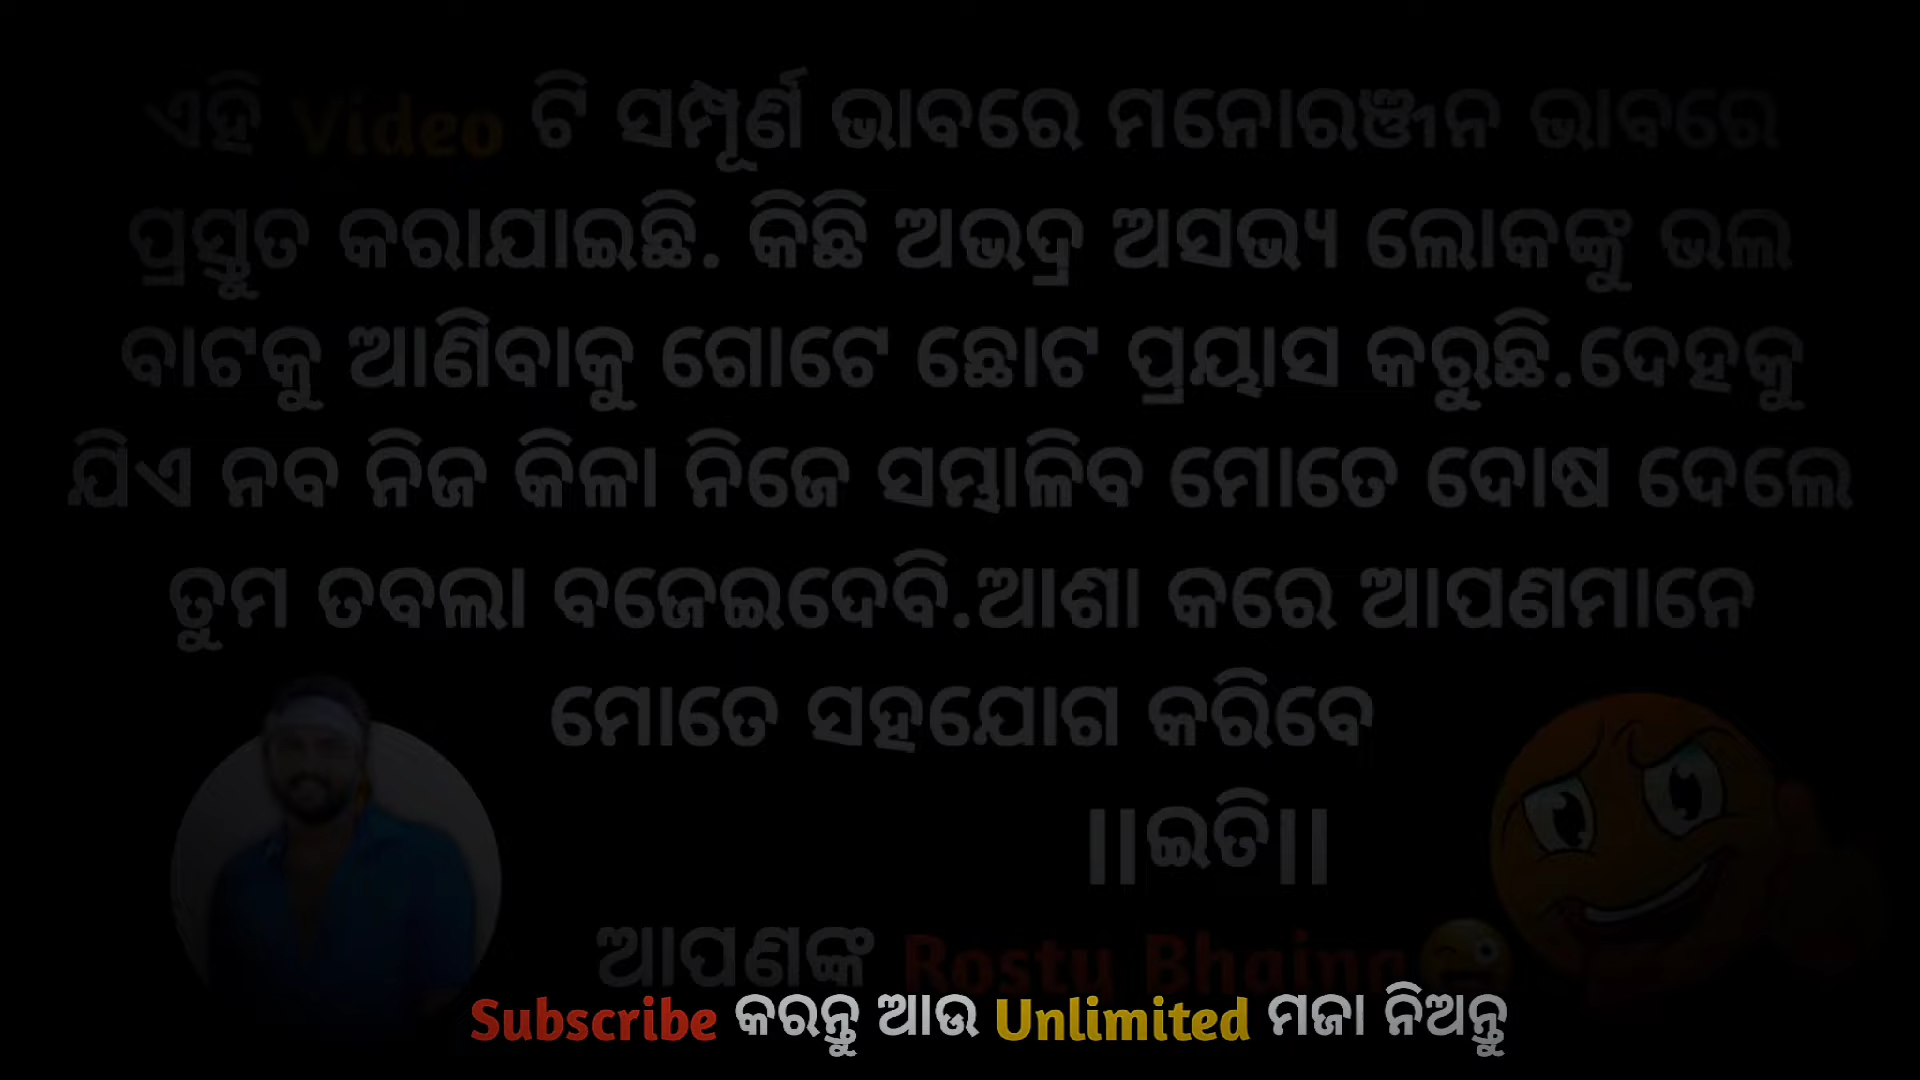 ଏହି Video ଟି ସମ୍ପୂର୍ଣ ଭାବରେ ମନୋରଞ୍ଜନ ଭାବରେ
ପ୍ରସ୍ତୁତ କରାଯାଇଛି. କିଛି ଅଭଦ୍ର ଅସଭ୍ୟ ଲୋକଙ୍କୁ ଭଲ
ବାଟକୁ ଆଣିବାକୁ ଗୋଟେ ଛୋଟ ପ୍ରୟାସ କରୁଛି.ଦେହକୁ
ଯିଏ ନବ ନିଜ କିଳା ନିଜେ ସମ୍ଭାଳିବ ମୋତେ ଦୋଷ ଦେଲେ
ତୁମ ତବଲା ବଜେଇଦେବି.ଆଶା କରେ ଆପଣମାନେ
ମୋତେ ସହଯୋଗ କରିବେ
||ଇତି||
ଆପଣଙ୍କ Rostu Bhaina
Subscribe କରନ୍ତୁ ଆଉ Unlimited ମଜା ନିଅନ୍ତୁ